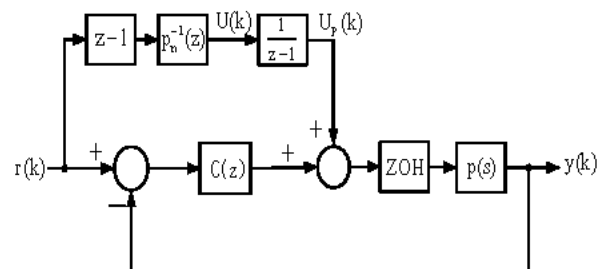 U(k) U_p(k)
z−1 p_n^{-1}(z) 1/(z−1)
+
r(k) + C(z) + ZOH p(s) y(k)
−